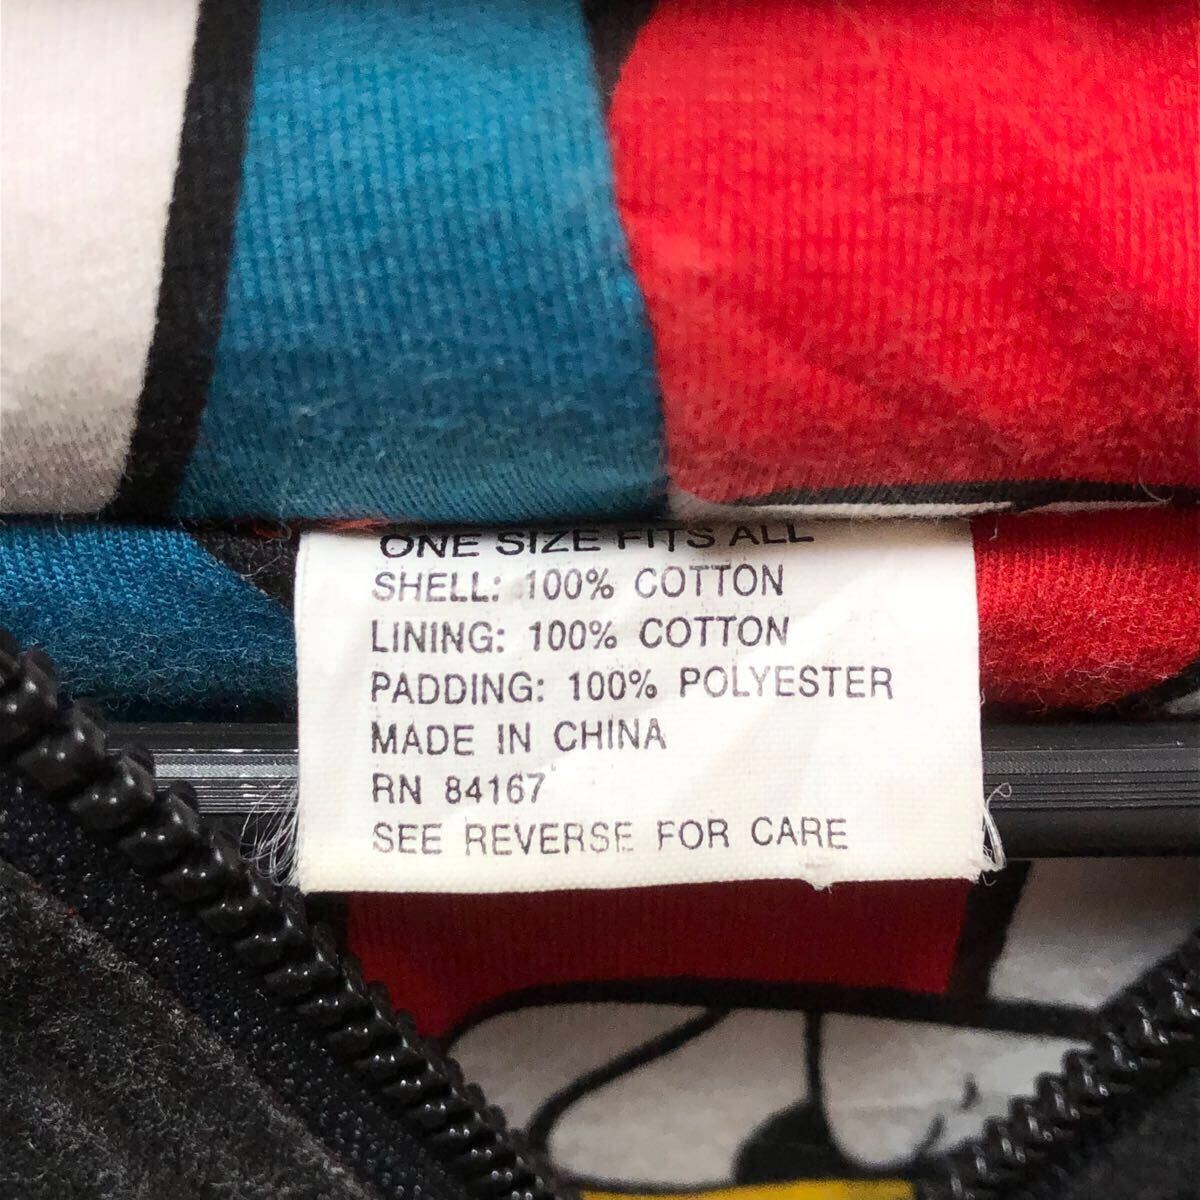 ONE SIZE FITS ALL
SHELL: 100% COTTON
LINING: 100% COTTON
PADDING: 100% POLYESTER
MADE IN CHINA
RN 84167
SEE REVERSE FOR CARE